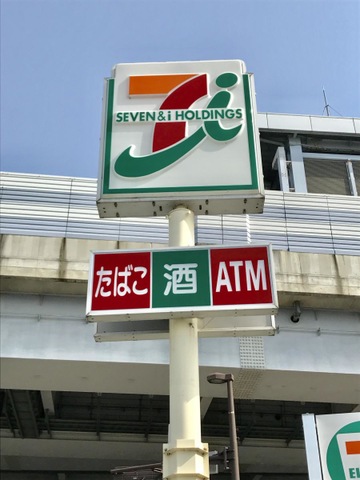 SEVEN & i HOLDINGS
たばこ 酒 ATM